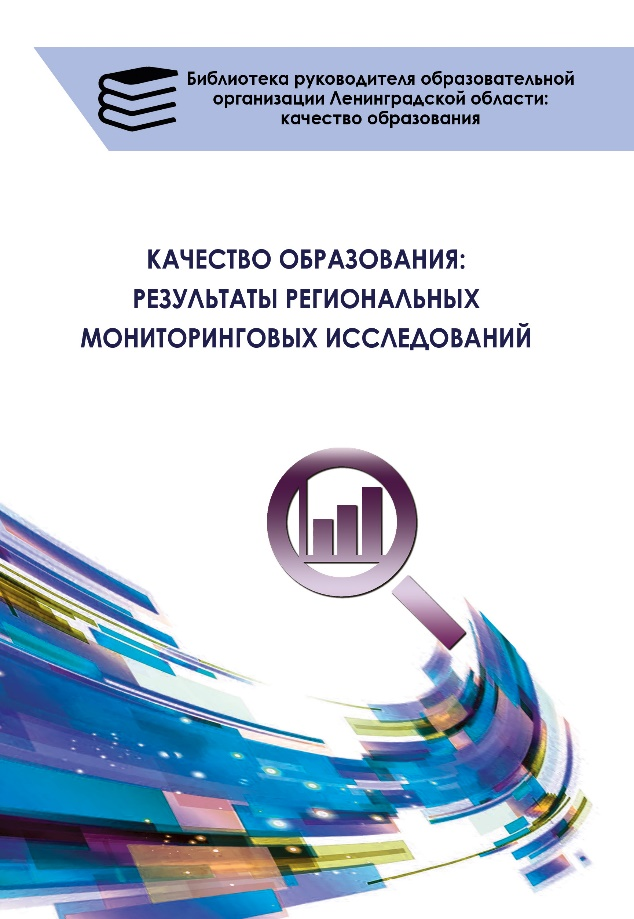 Библиотека руководителя образовательной
организации Ленинградской области:
качество образования
КАЧЕСТВО ОБРАЗОВАНИЯ:
РЕЗУЛЬТАТЫ РЕГИОНАЛЬНЫХ
МОНИТОРИНГОВЫХ ИССЛЕДОВАНИЙ